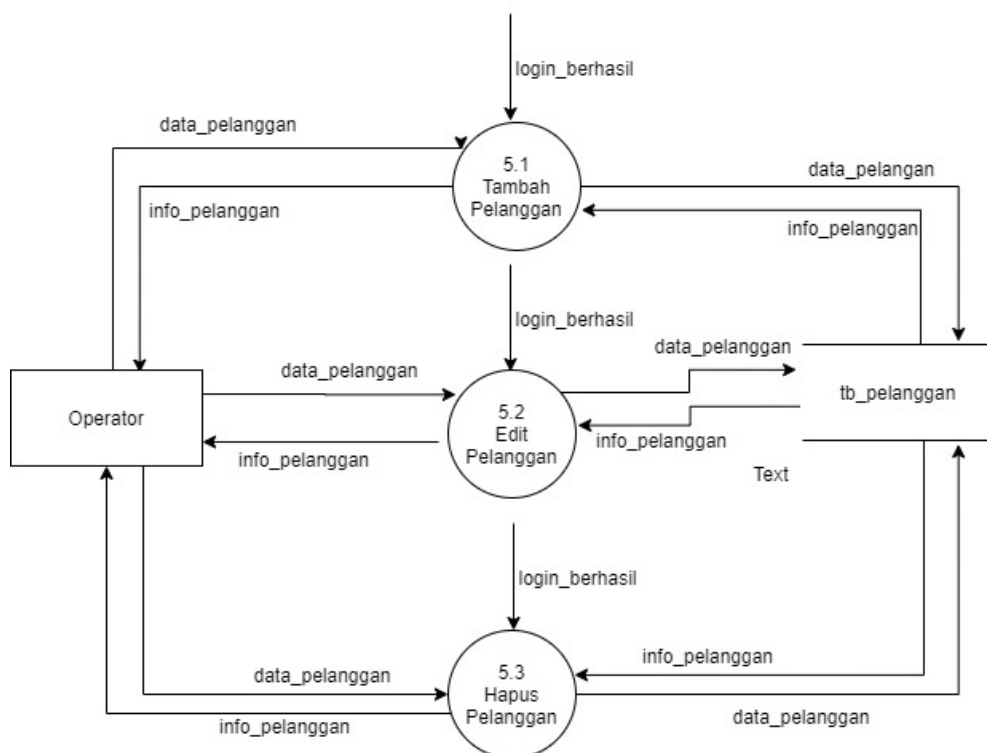 login_berhasil
data_pelanggan
5.1
Tambah
Pelanggan
data_pelangan
info_pelanggan
info_pelanggan
login_berhasil
data_pelanggan
data_pelanggan
Operator
5.2
Edit
Pelanggan
tb_pelanggan
info_pelanggan
info_pelanggan
Text
login_berhasil
5.3
Hapus
Pelanggan
info_pelanggan
data_pelanggan
info_pelanggan
data_pelanggan